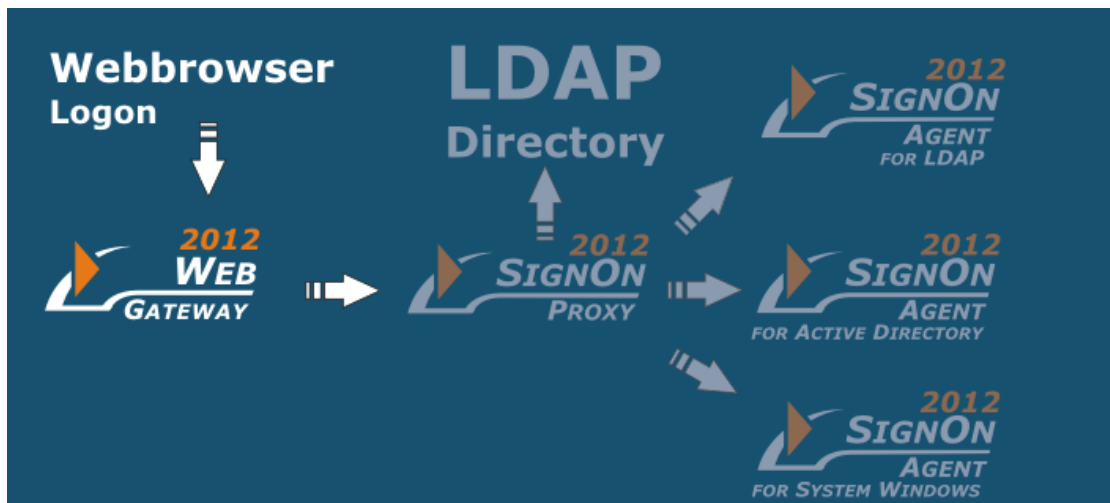 Webbrowser
Logon
LDAP
Directory
2012
SIGNON
AGENT
FOR LDAP
2012
WEB
GATEWAY
2012
SIGNON
PROXY
2012
SIGNON
AGENT
FOR ACTIVE DIRECTORY
2012
SIGNON
AGENT
FOR SYSTEM WINDOWS